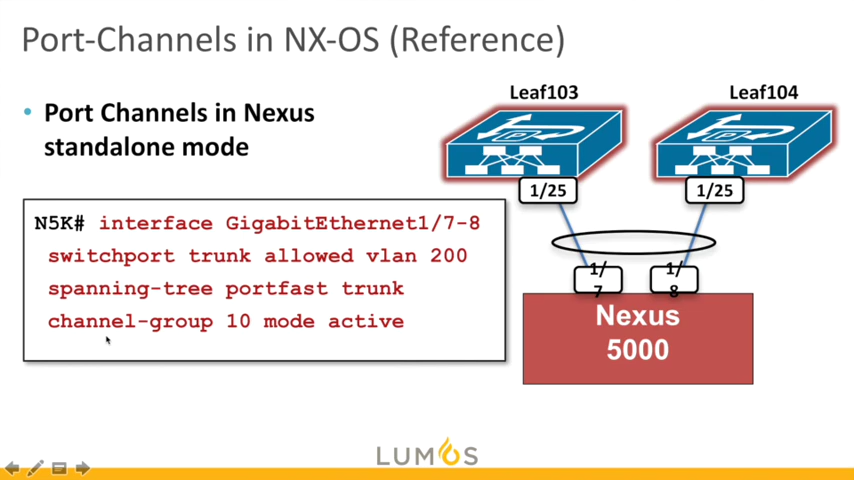 Port-Channels in NX-OS (Reference)
• Port Channels in Nexus
standalone mode
N5K# interface GigabitEthernet1/7-8
switchport trunk allowed vlan 200
spanning-tree portfast trunk
channel-group 10 mode active
Leaf103
Leaf104
P
P
1/25
1/25
1/
7
1/
8
Nexus
5000
LUMOS